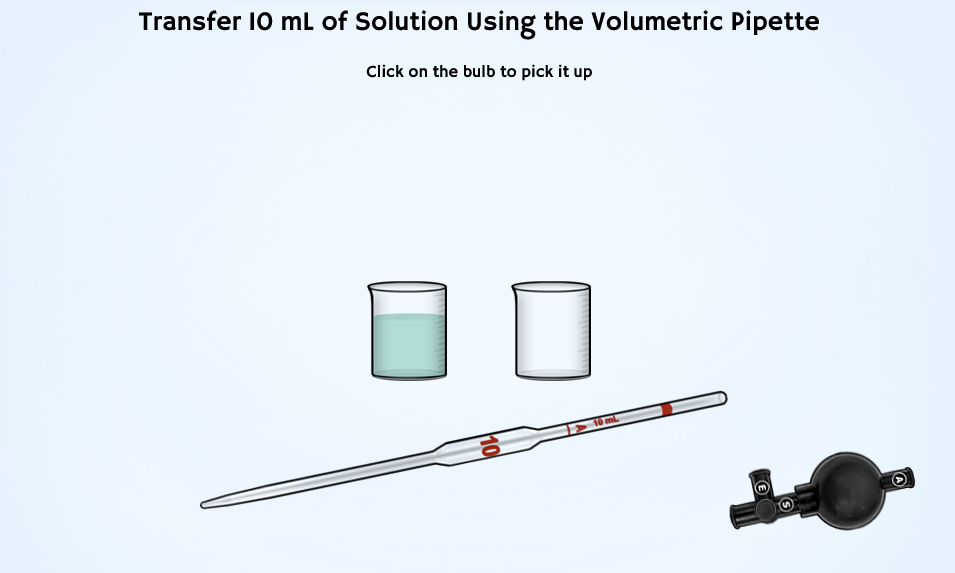 Transfer 10 mL of Solution Using the Volumetric Pipette
Click on the bulb to pick it up
10
A
10 mL
E
S
A